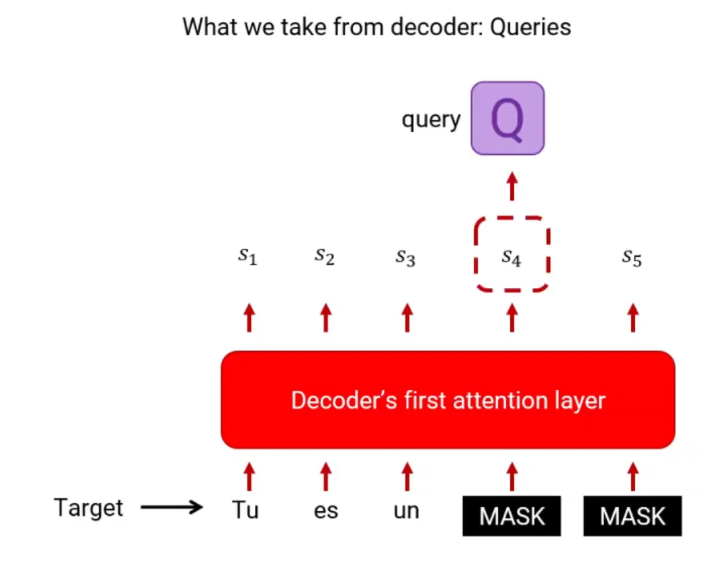 What we take from decoder: Queries
query Q
s₁ s₂ s₃ s₄ s₅
Decoder's first attention layer
Target Tu es un MASK MASK